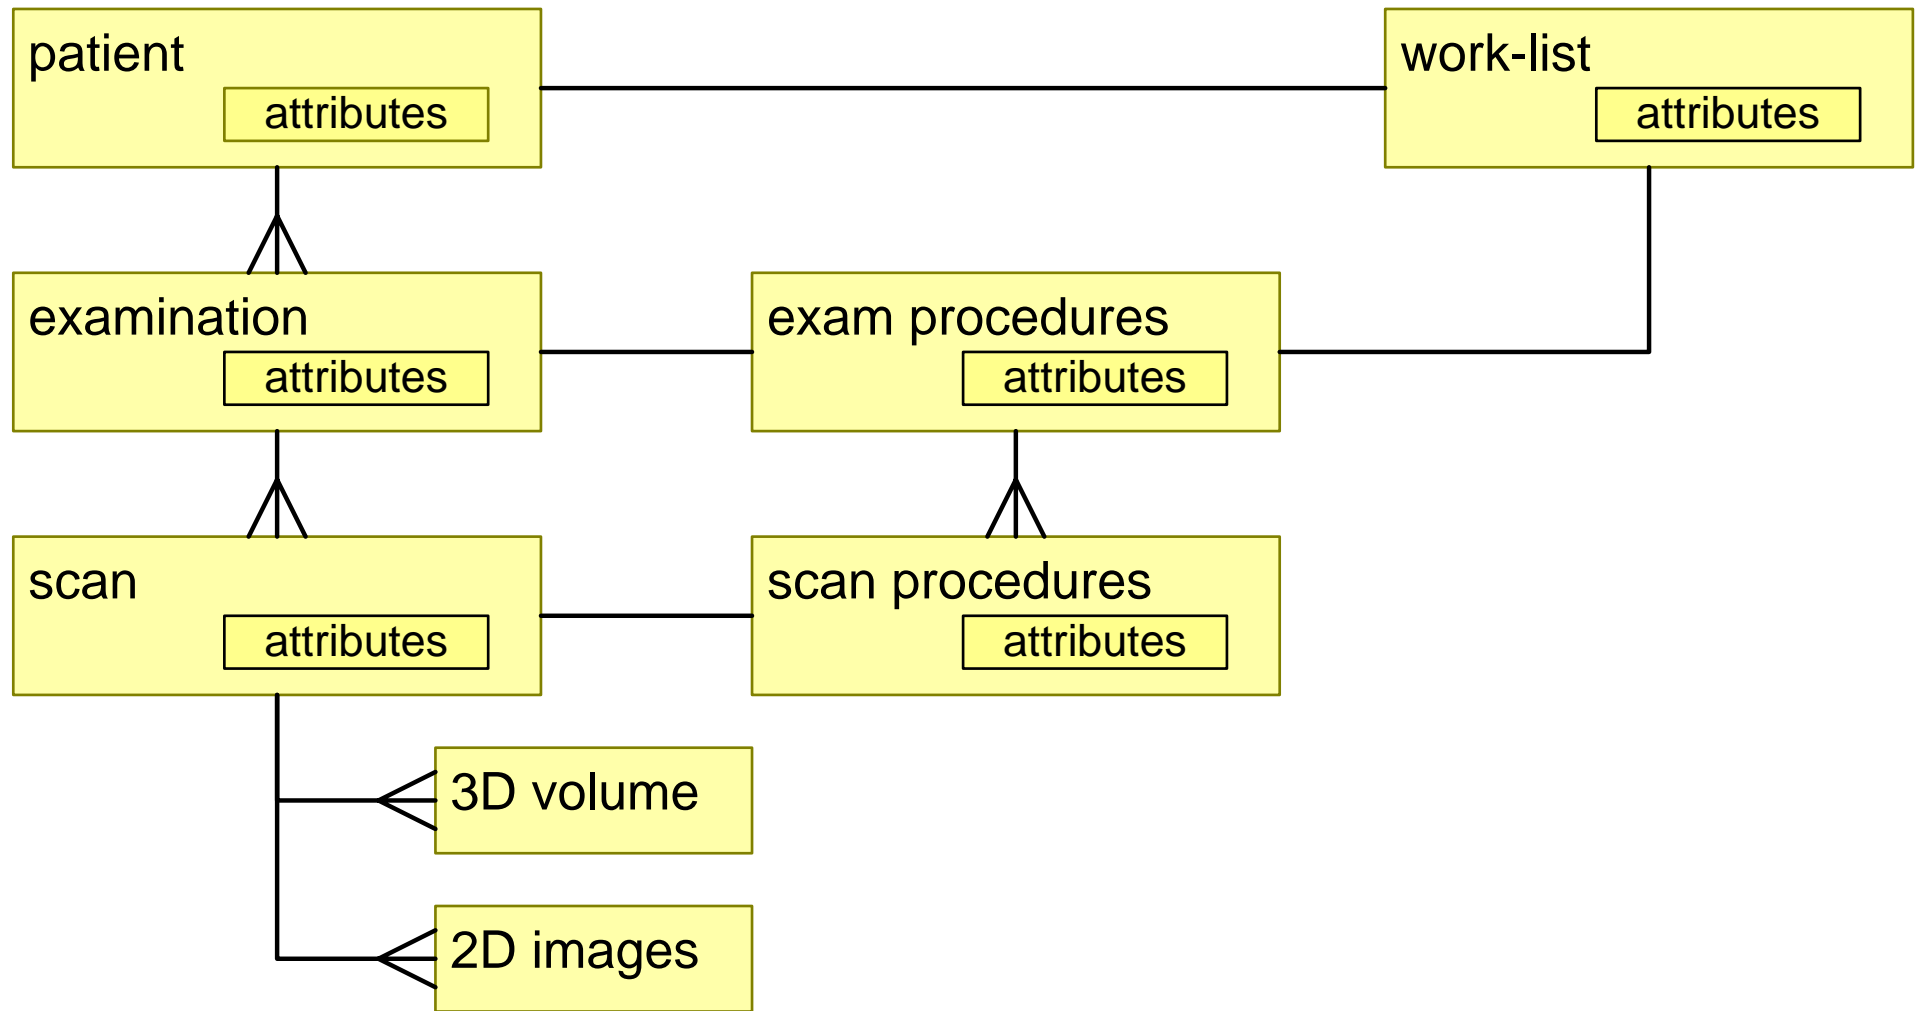 patient
attributes
work-list
attributes
examination
attributes
exam procedures
attributes
scan
attributes
scan procedures
attributes
3D volume
2D images